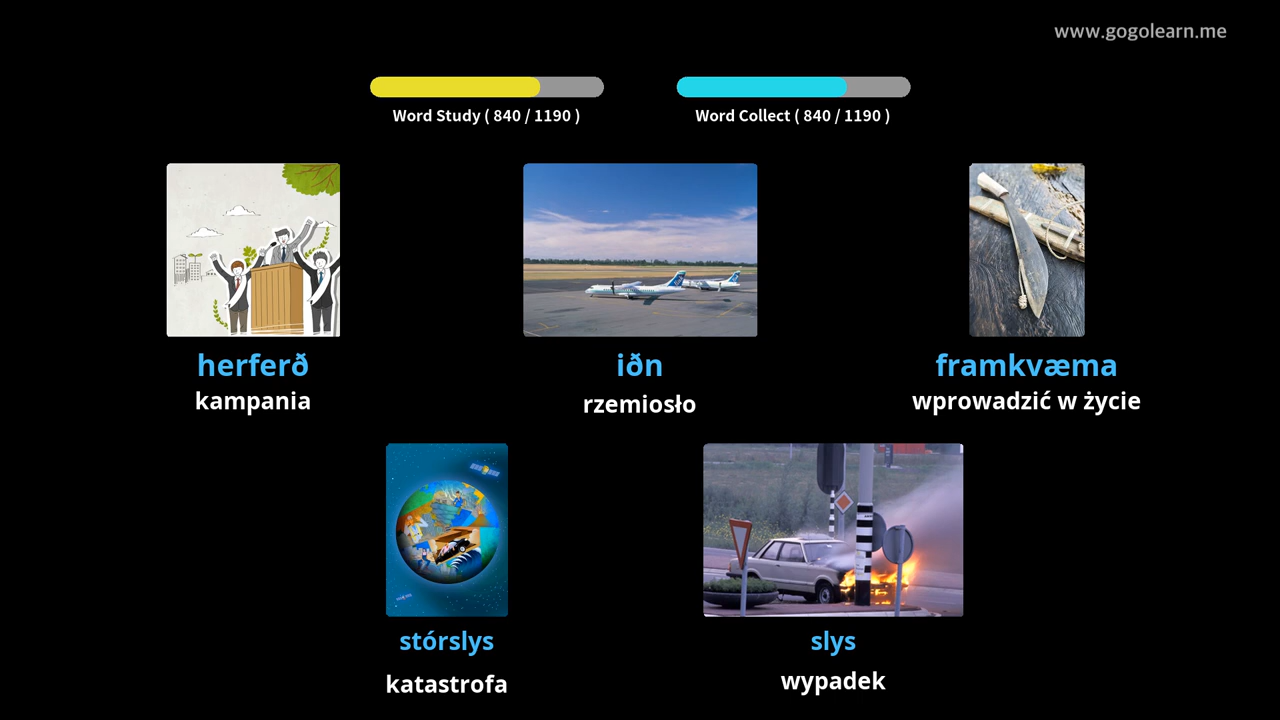 www.gogolearn.me
Word Study ( 840 / 1190 )
Word Collect ( 840 / 1190 )
herferð
kampania
iðn
rzemiosło
framkvæma
wprowadzić w życie
stórslys
katastrofa
slys
wypadek